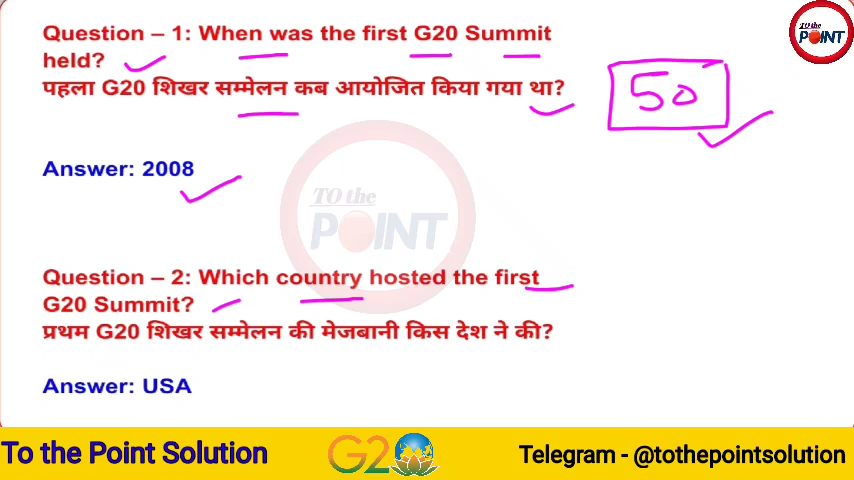 TO the
POINT
Question – 1: When was the first G20 Summit
held?
पहला G20 शिखर सम्मेलन कब आयोजित किया गया था?
50
Answer: 2008
TO the
POINT
Question – 2: Which country hosted the first
G20 Summit?
प्रथम G20 शिखर सम्मेलन की मेजबानी किस देश ने की?
Answer: USA
To the Point Solution
G20
Telegram - @tothepointsolution